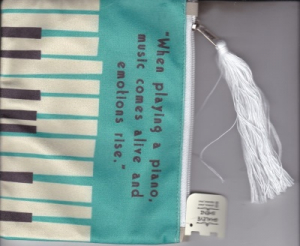 "When playing a piano,
music comes alive and
emotions rise."